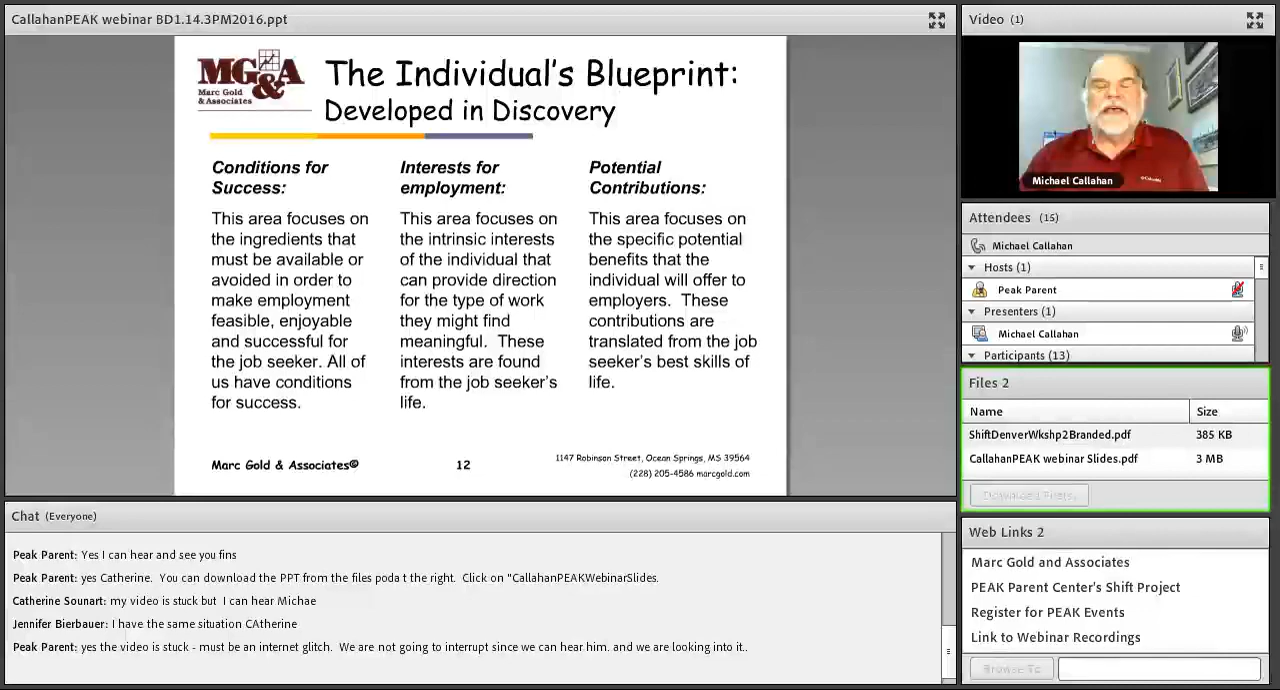 CallahanPEAK webinar BD1.14.3PM2016.ppt
MG&A
Marc Gold
& Associates
The Individual's Blueprint:
Developed in Discovery
Conditions for
Success:
This area focuses on
the ingredients that
must be available or
avoided in order to
make employment
feasible, enjoyable
and successful for
the job seeker. All of
us have conditions
for success.
Interests for
employment:
This area focuses on
the intrinsic interests
of the individual that
can provide direction
for the type of work
they might find
meaningful.  These
interests are found
from the job seeker's
life.
Potential
Contributions:
This area focuses on
the specific potential
benefits that the
individual will offer to
employers.  These
contributions are
translated from the job
seeker's best skills of
life.
Marc Gold & Associates©
12
1147 Robinson Street, Ocean Springs, MS 39564
(228) 205-4586 marcgold.com
Chat (Everyone)
Peak Parent: Yes I can hear and see you fins
Peak Parent: yes Catherine.  You can download the PPT from the files poda t the right.  Click on "CallahanPEAKWebinarSlides.
Catherine Sounart: my video is stuck but  I can hear Michae
Jennifer Bierbauer: I have the same situation CAtherine
Peak Parent: yes the video is stuck - must be an internet glitch.  We are not going to interrupt since we can hear him. and we are looking into it..
Video (1)
Michael Callahan
Attendees (15)
Michael Callahan
Hosts (1)
Peak Parent
Presenters (1)
Michael Callahan
Participants (13)
Files 2
Name Size
ShiftDenverWkshp2Branded.pdf 385 KB
CallahanPEAK webinar Slides.pdf 3 MB
Download File(s)
Web Links 2
Marc Gold and Associates
PEAK Parent Center's Shift Project
Register for PEAK Events
Link to Webinar Recordings
Browse To